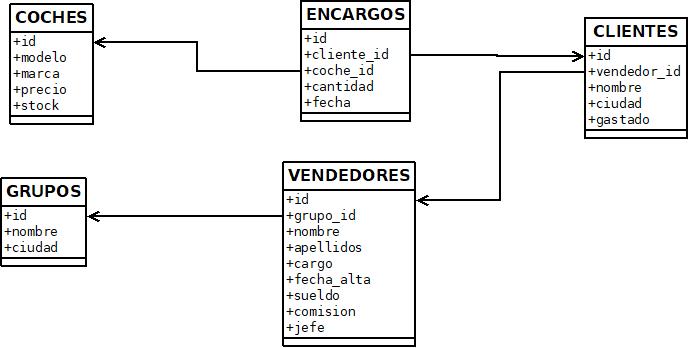 COCHES
+id
+modelo
+marca
+precio
+stock
ENCARGOS
+id
+cliente_id
+coche_id
+cantidad
+fecha
CLIENTES
+id
+vendedor_id
+nombre
+ciudad
+gastado
GRUPOS
+id
+nombre
+ciudad
VENDEDORES
+id
+grupo_id
+nombre
+apellidos
+cargo
+fecha_alta
+sueldo
+comision
+jefe